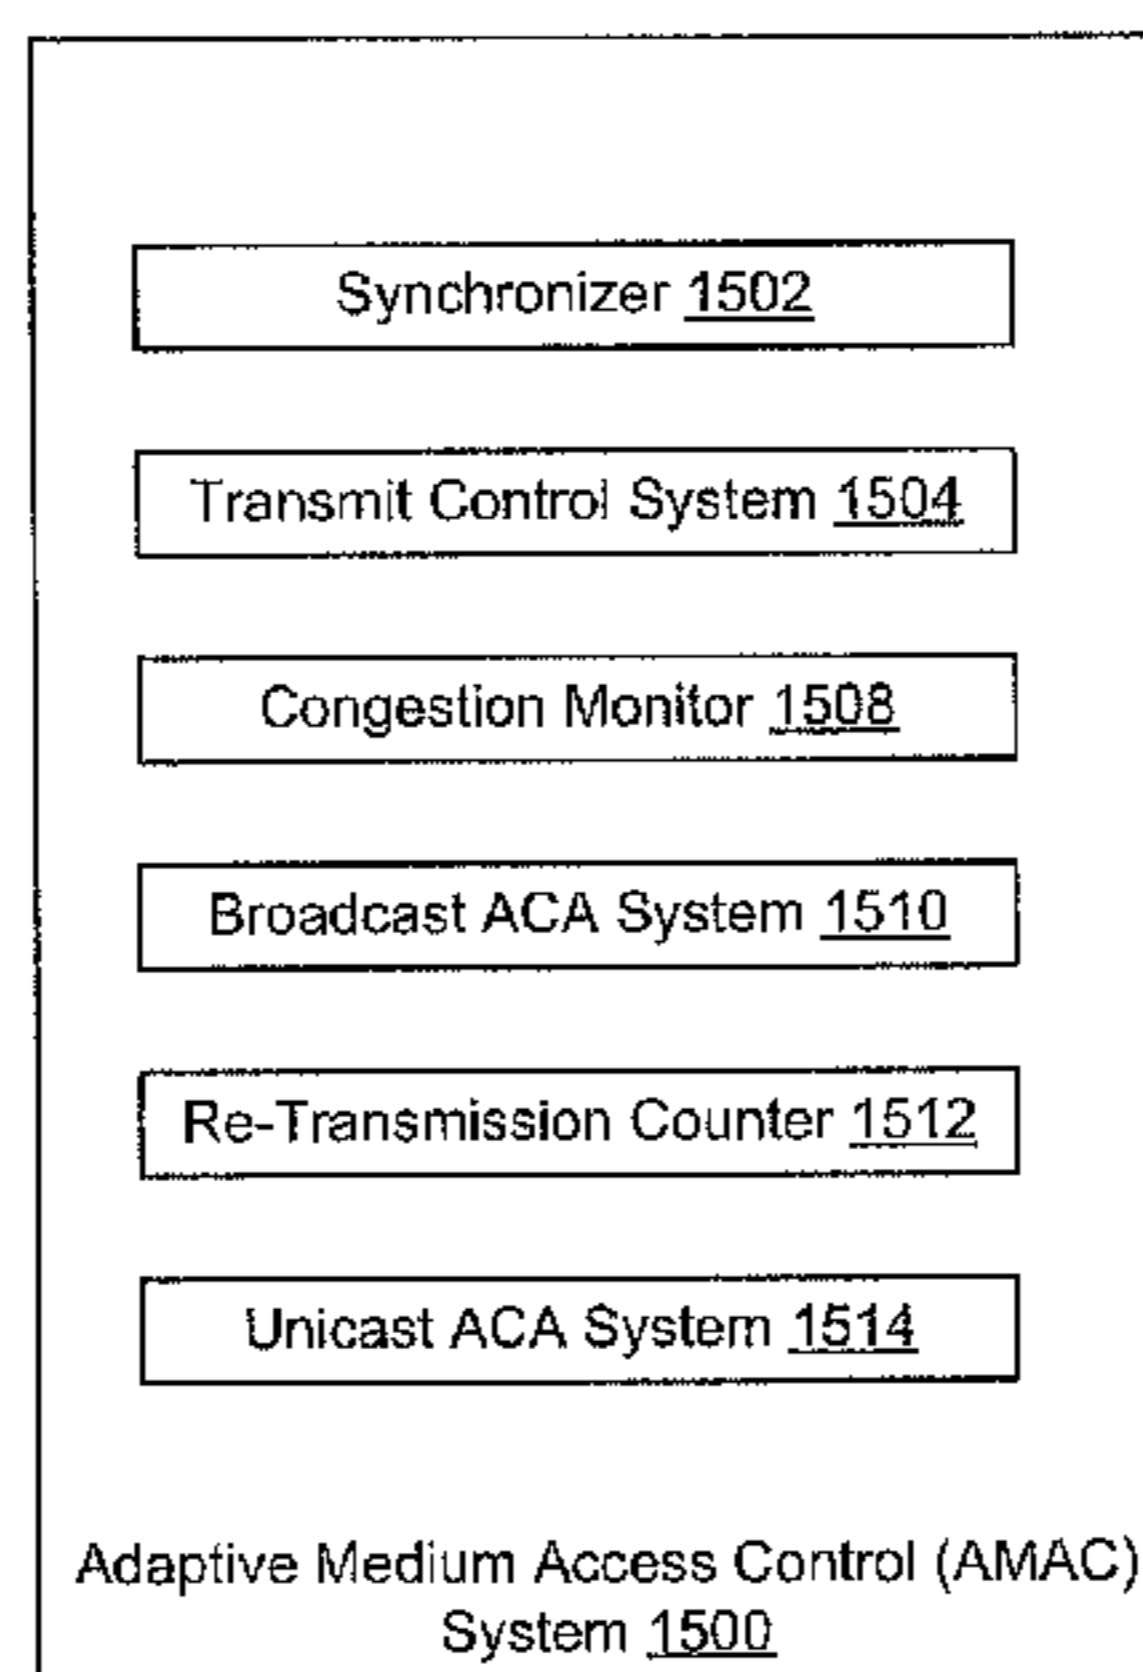 Synchronizer 1502
Transmit Control System 1504
Congestion Monitor 1508
Broadcast ACA System 1510
Re-Transmission Counter 1512
Unicast ACA System 1514
Adaptive Medium Access Control (AMAC)
System 1500